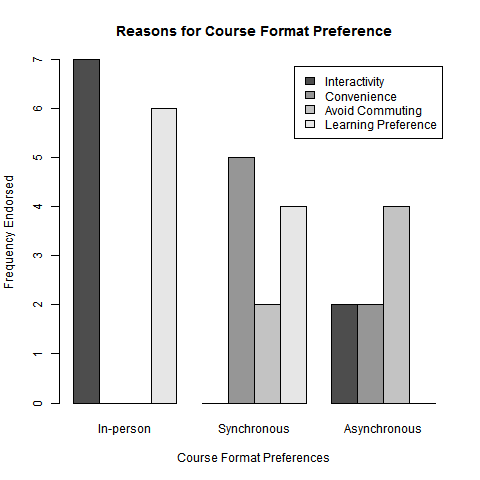 Reasons for Course Format Preference
Interactivity
Convenience
Avoid Commuting
Learning Preference
Frequency Endorsed
7
6
5
4
3
2
1
0
In-person Synchronous Asynchronous
Course Format Preferences